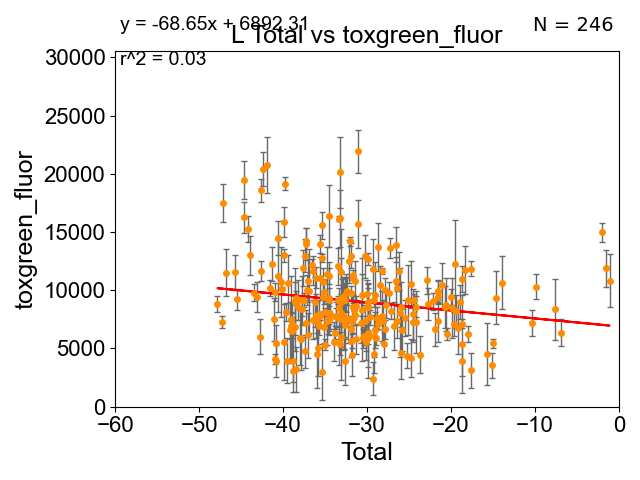 y = -68.65x + 6892.31
N = 246
L Total vs toxgreen_fluor
r^2 = 0.03
30000
25000
20000
15000
10000
5000
0
toxgreen_fluor
−60 −50 −40 −30 −20 −10 0
Total